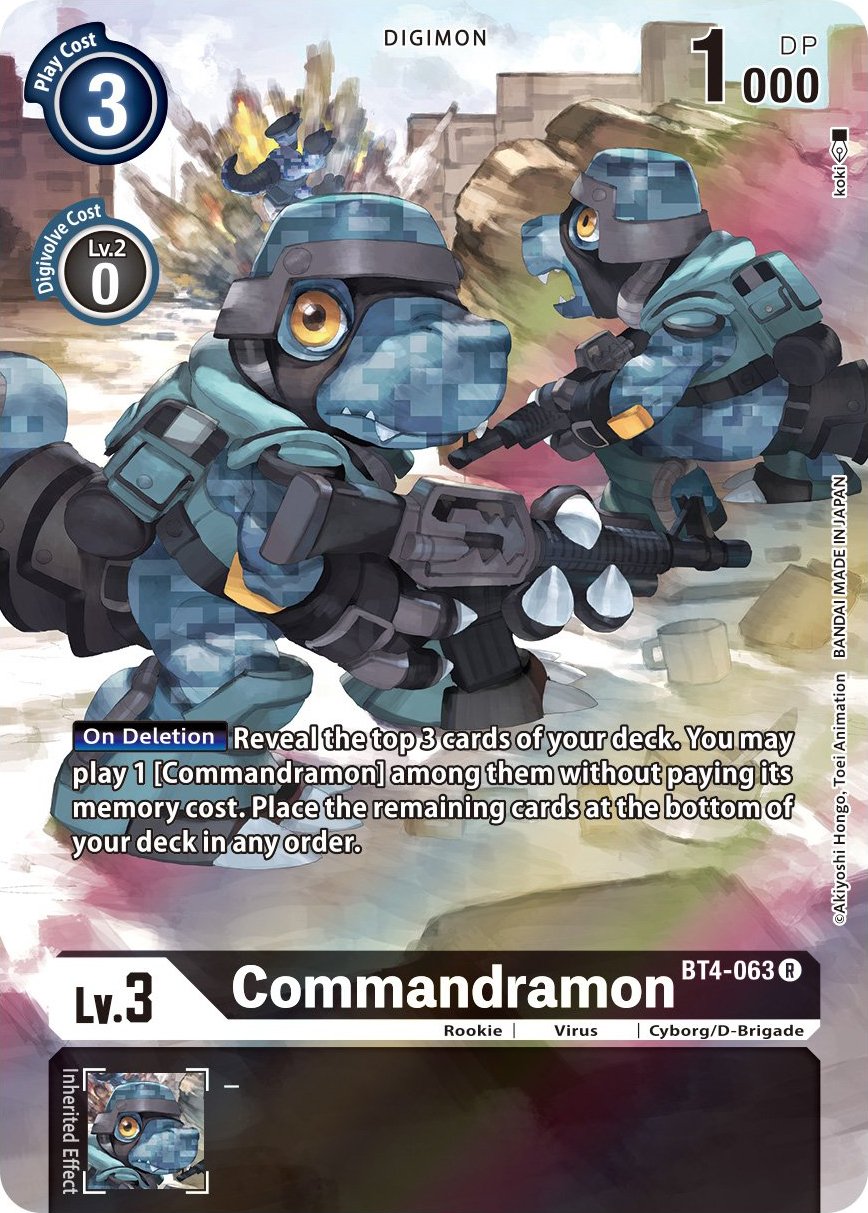 DIGIMON
Play Cost
3
1000
DP
Digivolve Cost
Lv.2
0
koki
BANDAI MADE IN JAPAN
©Akiyoshi Hongo, Toei Animation
On Deletion Reveal the top 3 cards of your deck. You may
play 1 [Commandramon] among them without paying its
memory cost. Place the remaining cards at the bottom of
your deck in any order.
Lv.3
Commandramon
BT4-063 R
Rookie | Virus | Cyborg/D-Brigade
Inherited Effect
–